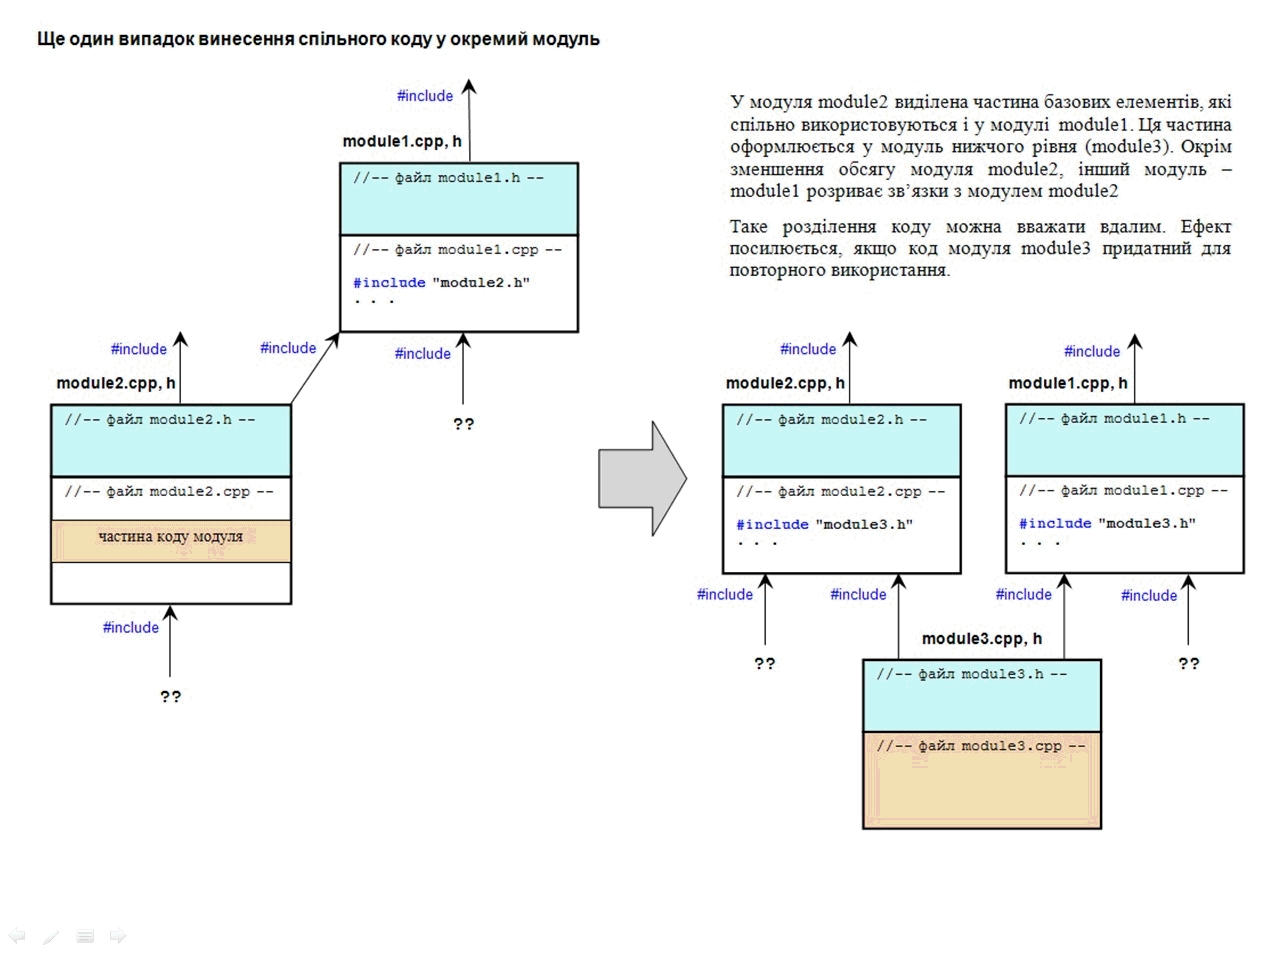 Ще один випадок винесення спільного коду у окремий модуль
#include
module1.cpp, h
//-- файл module1.h --
//-- файл module1.cpp --
#include "module2.h"
. . .
#include
#include
#include
??
module2.cpp, h
//-- файл module2.h --
//-- файл module2.cpp --
частина коду модуля
#include
??
У модуля module2 виділена частина базових елементів, які
спільно використовуються і у модулі module1. Ця частина
оформлюється у модуль нижчого рівня (module3). Окрім
зменшення обсягу модуля module2, інший модуль –
module1 розриває зв’язки з модулем module2
Таке розділення коду можна вважати вдалим. Ефект
посилюється, якщо код модуля module3 придатний для
повторного використання.
#include
module2.cpp, h
//-- файл module2.h --
//-- файл module2.cpp --
#include "module3.h"
. . .
#include
module1.cpp, h
//-- файл module1.h --
//-- файл module1.cpp --
#include "module3.h"
. . .
#include
#include
#include
#include
??
??
module3.cpp, h
//-- файл module3.h --
//-- файл module3.cpp --